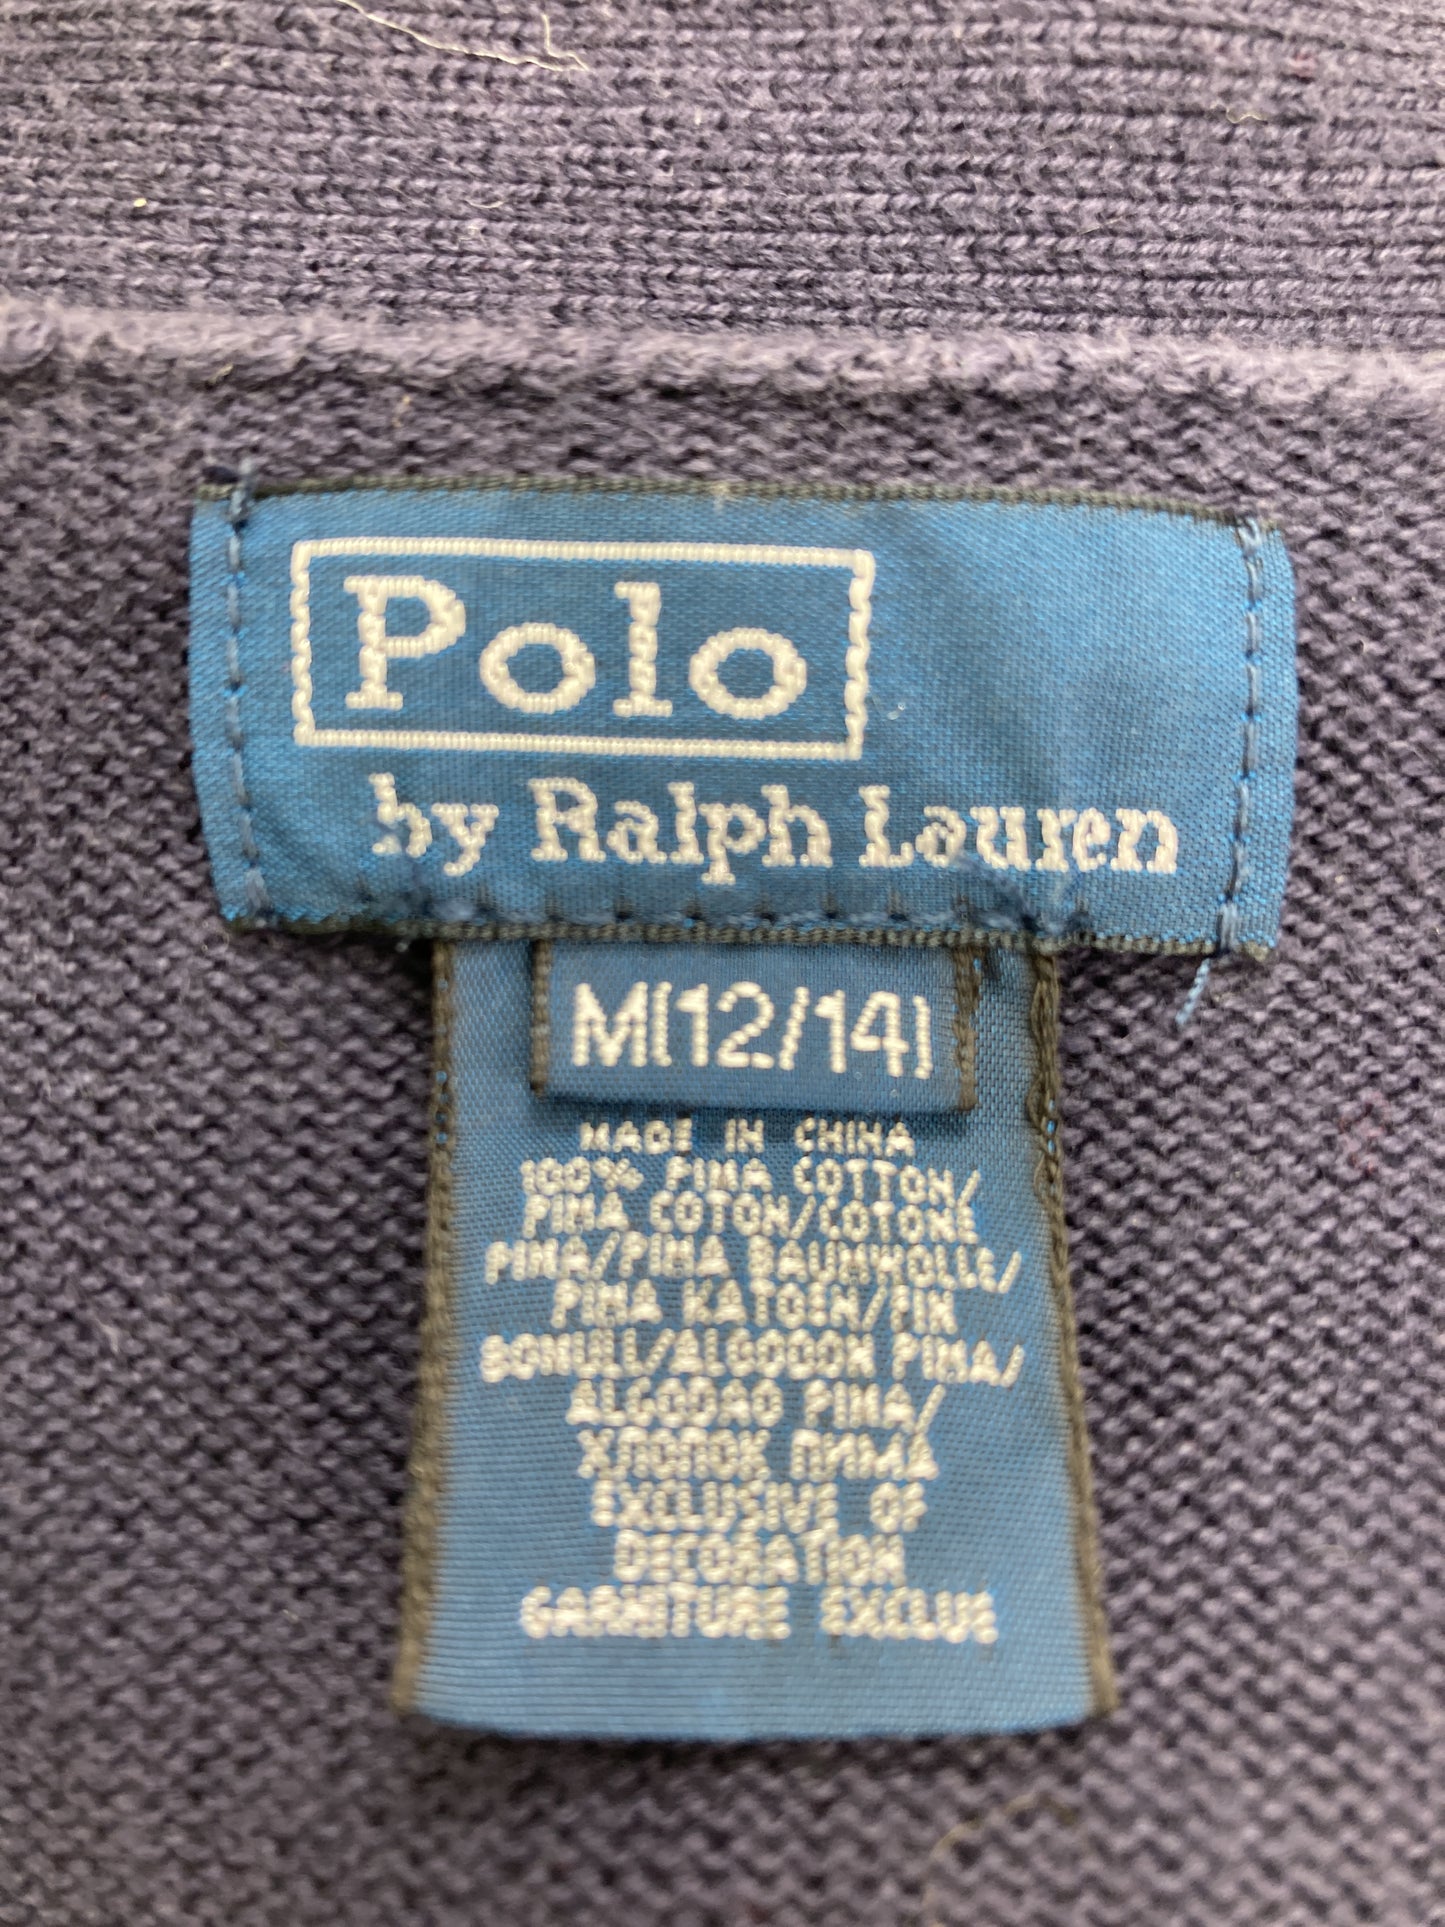 Polo
by Ralph Lauren
M(12/14)
MADE IN CHINA
100% PIMA COTTON/
PIMA COTON/COTONE
PIMA/PIMA BAUMWOLLE/
PIMA KATOEN/FIN
BOMULL/ALGODON PIMA/
ALGODAO PIMA/
ХЛОПОК ПИМА
EXCLUSIVE OF
DECORATION
GARNITURE EXCLUS